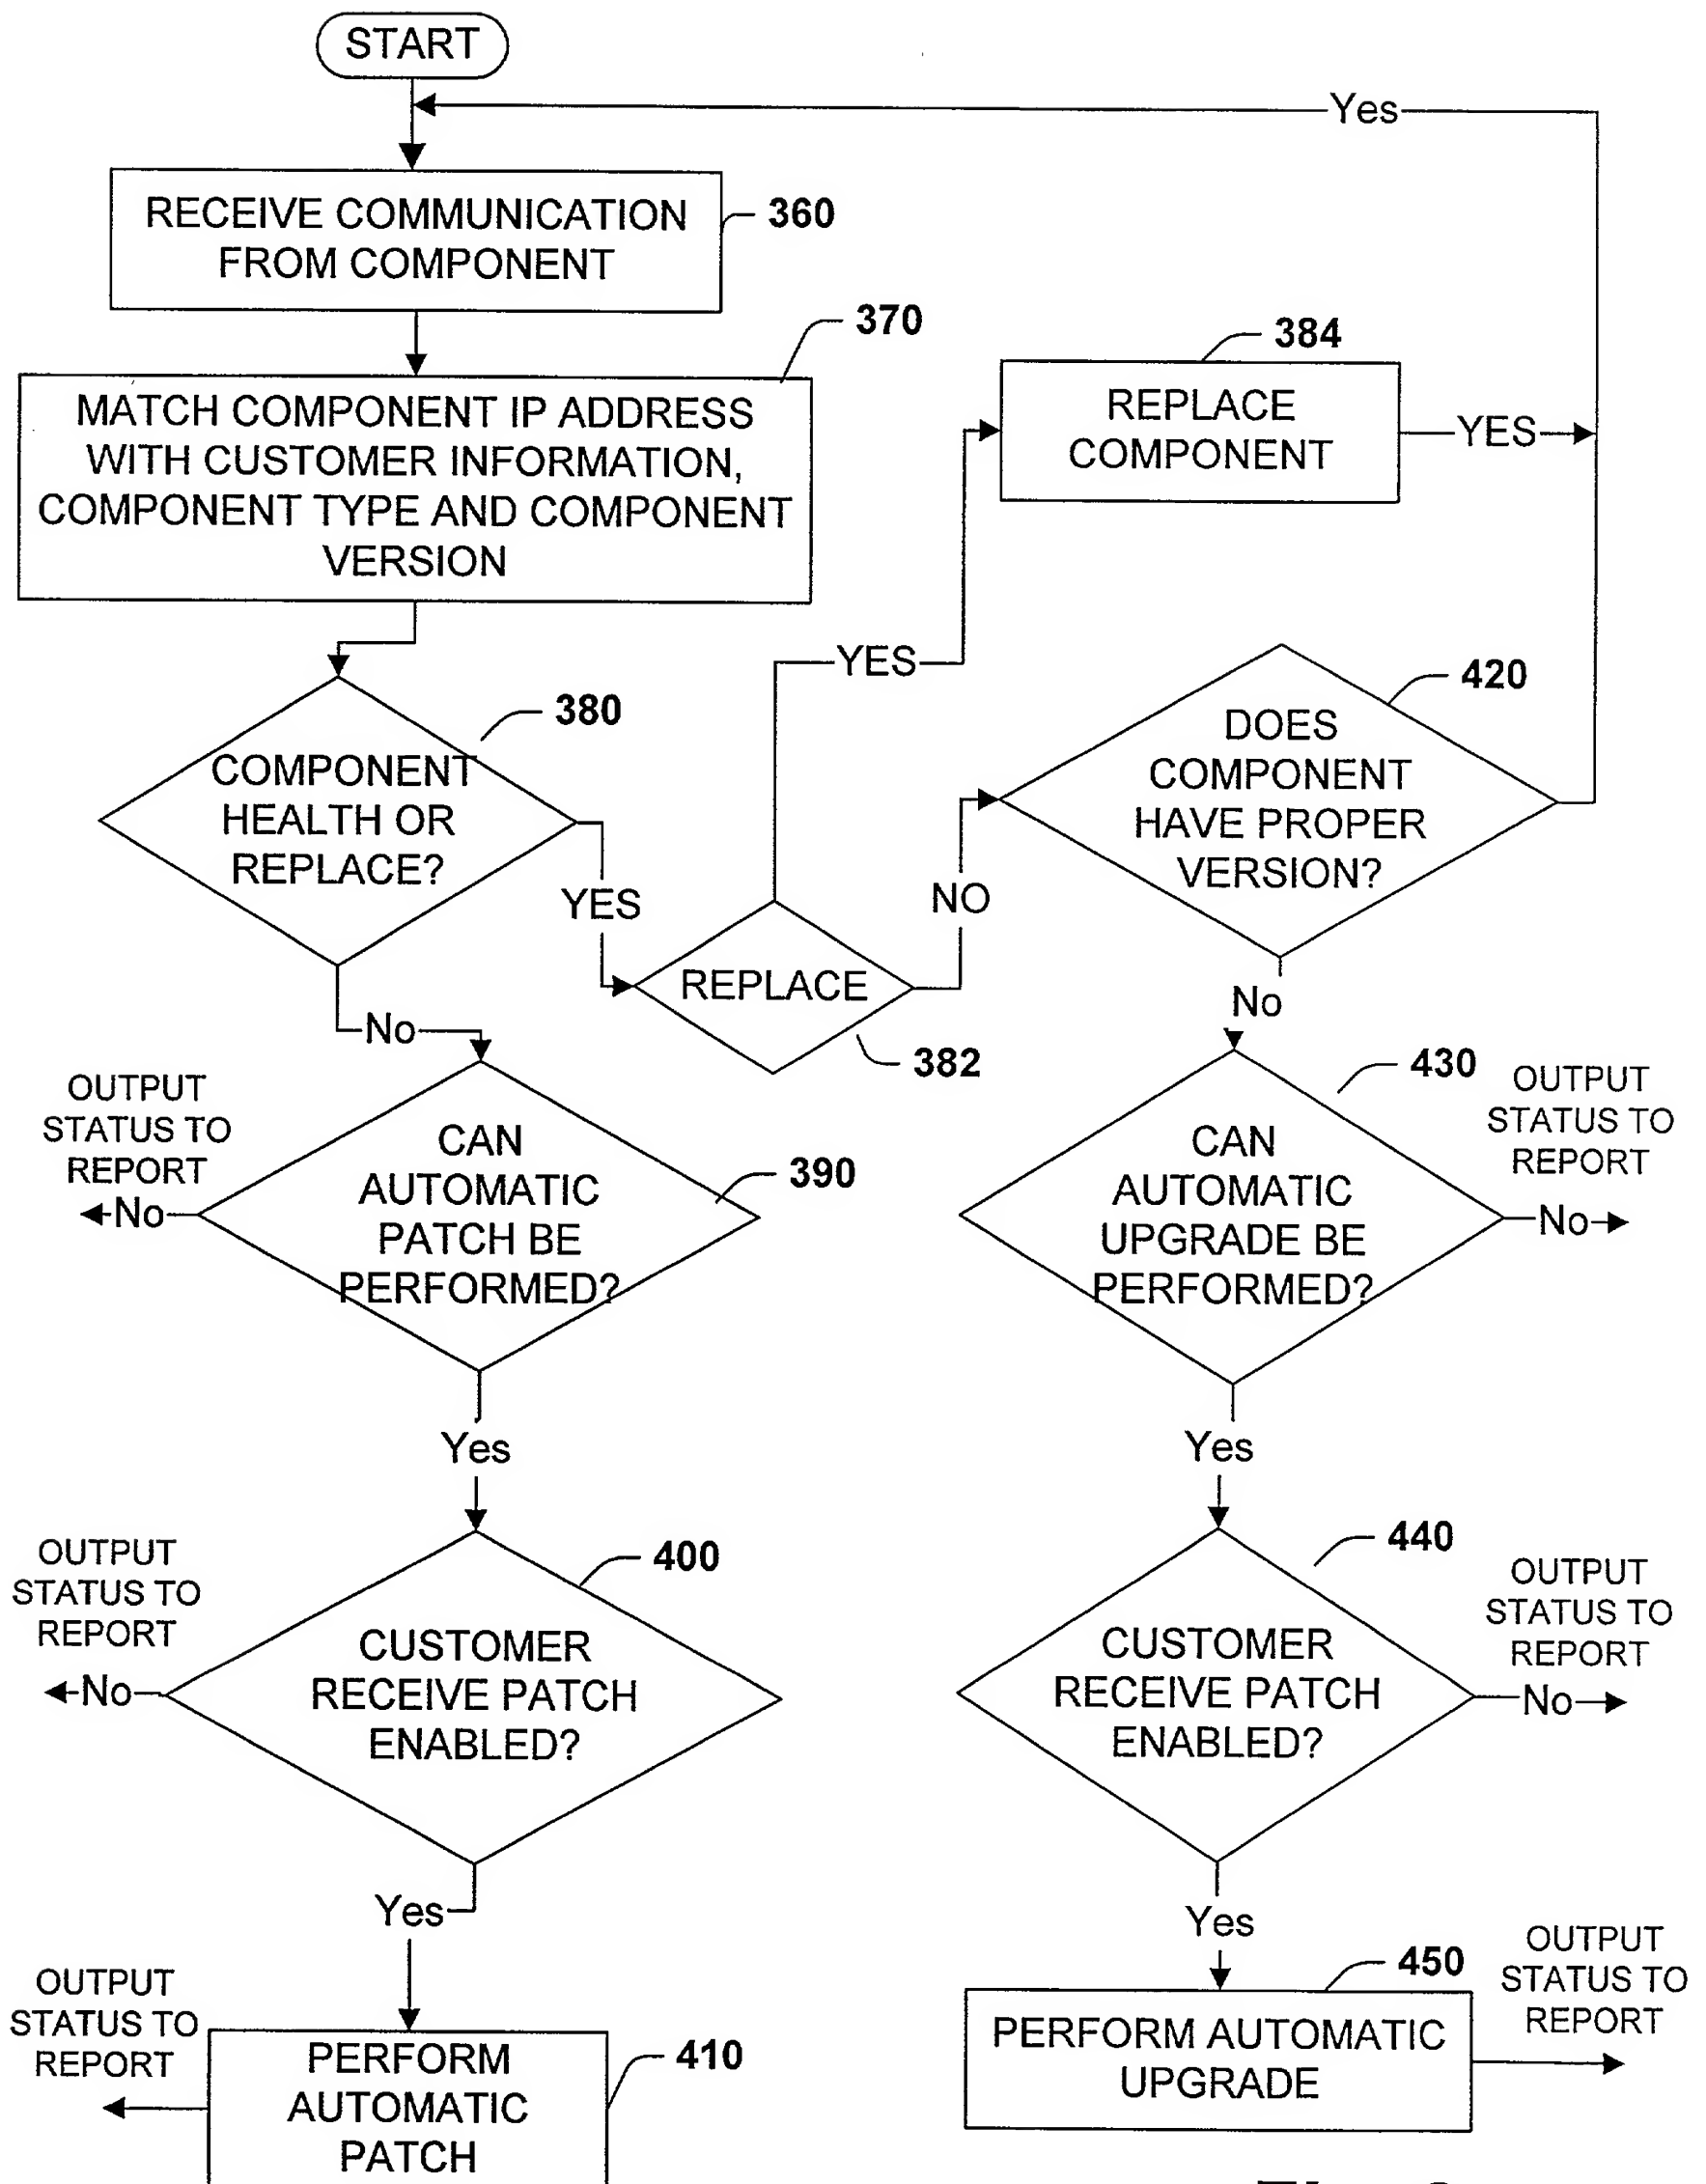 START
Yes
RECEIVE COMMUNICATION
FROM COMPONENT
360
370
MATCH COMPONENT IP ADDRESS
WITH CUSTOMER INFORMATION,
COMPONENT TYPE AND COMPONENT
VERSION
384
REPLACE
COMPONENT
YES
YES
380
COMPONENT
HEALTH OR
REPLACE?
YES
REPLACE
382
NO
420
DOES
COMPONENT
HAVE PROPER
VERSION?
No
No
OUTPUT
STATUS TO
REPORT
No
CAN
AUTOMATIC
PATCH BE
PERFORMED?
390
430
CAN
AUTOMATIC
UPGRADE BE
PERFORMED?
OUTPUT
STATUS TO
REPORT
No
Yes
Yes
OUTPUT
STATUS TO
REPORT
No
400
CUSTOMER
RECEIVE PATCH
ENABLED?
440
CUSTOMER
RECEIVE PATCH
ENABLED?
OUTPUT
STATUS TO
REPORT
No
Yes
Yes
OUTPUT
STATUS TO
REPORT
PERFORM
AUTOMATIC
PATCH
410
450
PERFORM AUTOMATIC
UPGRADE
OUTPUT
STATUS TO
REPORT